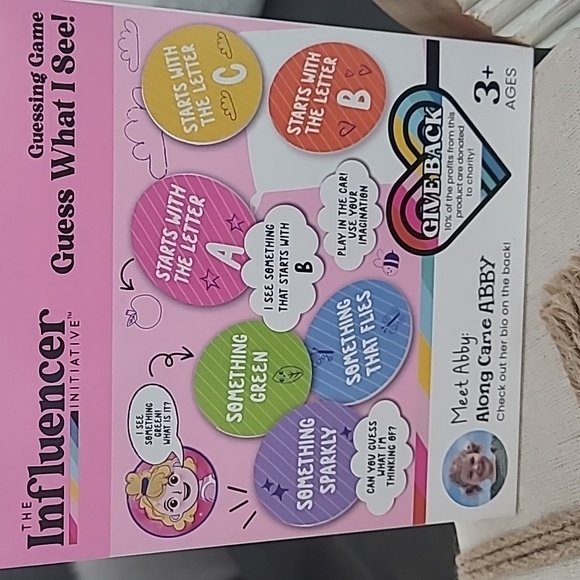 THE
Influencer
INITIATIVE™
Guessing Game
Guess What I See!
I SEE
SOMETHING
GREEN!
WHAT IS IT?
STARTS WITH
THE LETTER
A
STARTS WITH
THE LETTER
C
SOMETHING
GREEN
I SEE SOMETHING
THAT STARTS WITH
B
STARTS WITH
THE LETTER
B
SOMETHING
SPARKLY
SOMETHING
THAT FLIES
PLAY IN THE CAR!
USE YOUR
IMAGINATION
CAN YOU GUESS
WHAT I'M
THINKING OF?
GIVE BACK
10% of the profits from this
product are donated
to charity!
Meet Abby:
Along Came ABBY
Check out her bio on the back!
3+
AGES